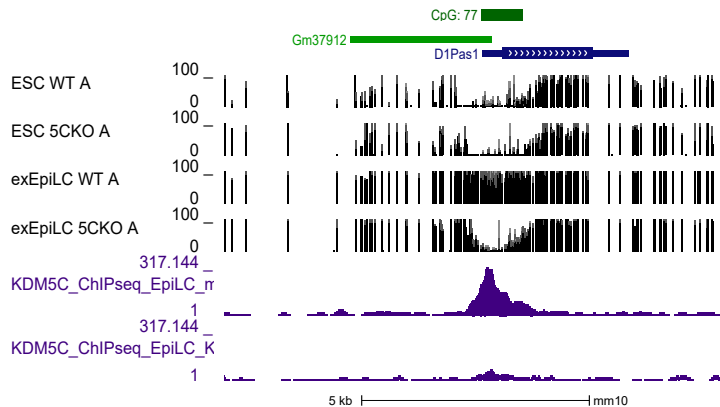 CpG: 77
Gm37912
D1Pas1
ESC WT A
100
0
ESC 5CKO A
100
0
exEpiLC WT A
100
0
exEpiLC 5CKO A
100
0
317.144 _
KDM5C_ChIPseq_EpiLC_m
1
317.144 _
KDM5C_ChIPseq_EpiLC_K
1
5 kb
mm10